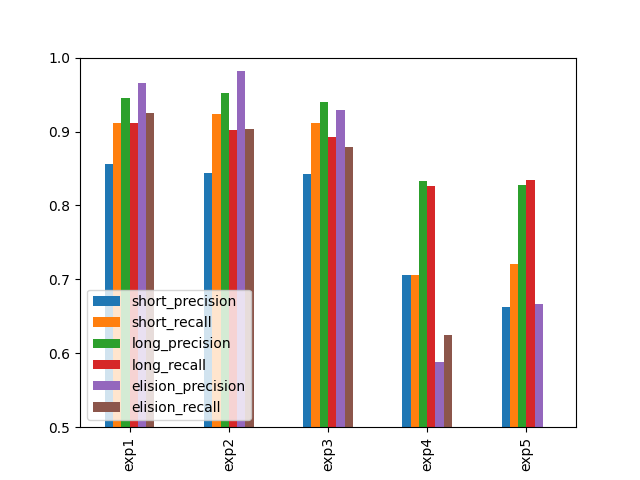 1.0
0.9
0.8
0.7
0.6
0.5
short_precision
short_recall
long_precision
long_recall
elision_precision
elision_recall
exp1
exp2
exp3
exp4
exp5